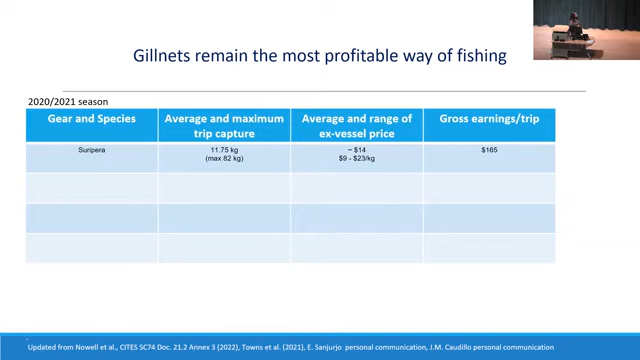 Gillnets remain the most profitable way of fishing
2020/2021 season
Gear and Species
Average and maximum
trip capture
Average and range of
ex-vessel price
Gross earnings/trip
Suripera
11.75 kg
(max 82 kg)
~ $14
$9 - $23/kg
$165
Updated from Nowell et al., CITES SC74 Doc. 21.2 Annex 3 (2022), Towns et al. (2021), E. Sanjurjo personal communication, J.M. Caudillo personal communication